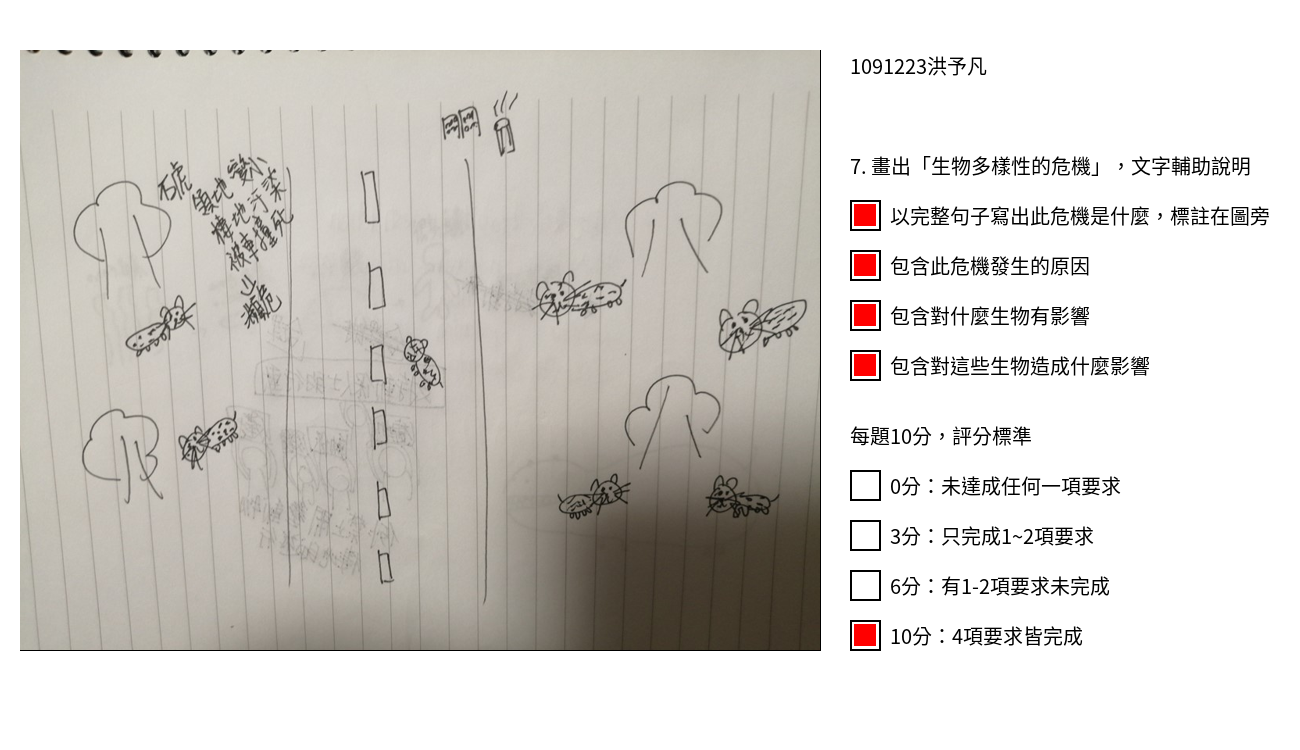 石虎
領地變小
棲地汙染
被車撞死
瀕危
1091223洪予凡
7. 畫出「生物多樣性的危機」，文字輔助說明
以完整句子寫出此危機是什麼，標註在圖旁
包含此危機發生的原因
包含對什麼生物有影響
包含對這些生物造成什麼影響
每題10分，評分標準
0分：未達成任何一項要求
3分：只完成1~2項要求
6分：有1-2項要求未完成
10分：4項要求皆完成